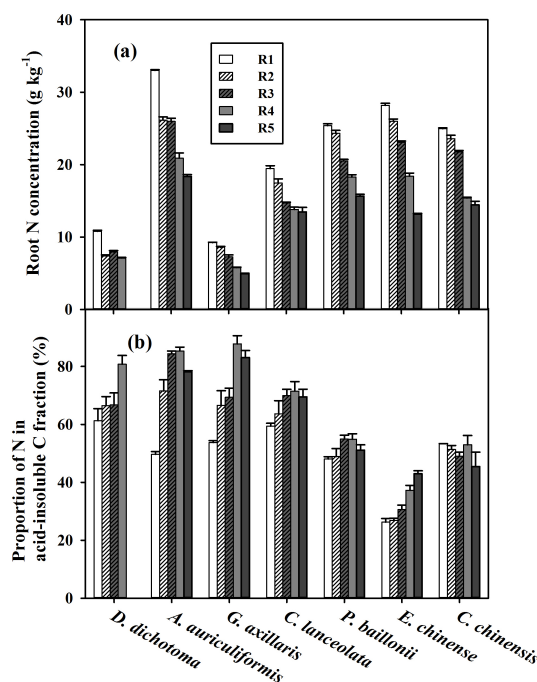 40
30
20
10
0
Root N concentration (g kg⁻¹)
(a)
R1
R2
R3
R4
R5
80
60
40
20
0
Proportion of N in
acid-insoluble C fraction (%)
(b)
D. dichotoma
A. auriculiformis
G. axillaris
C. lanceolata
P. baillonii
E. chinense
C. chinensis